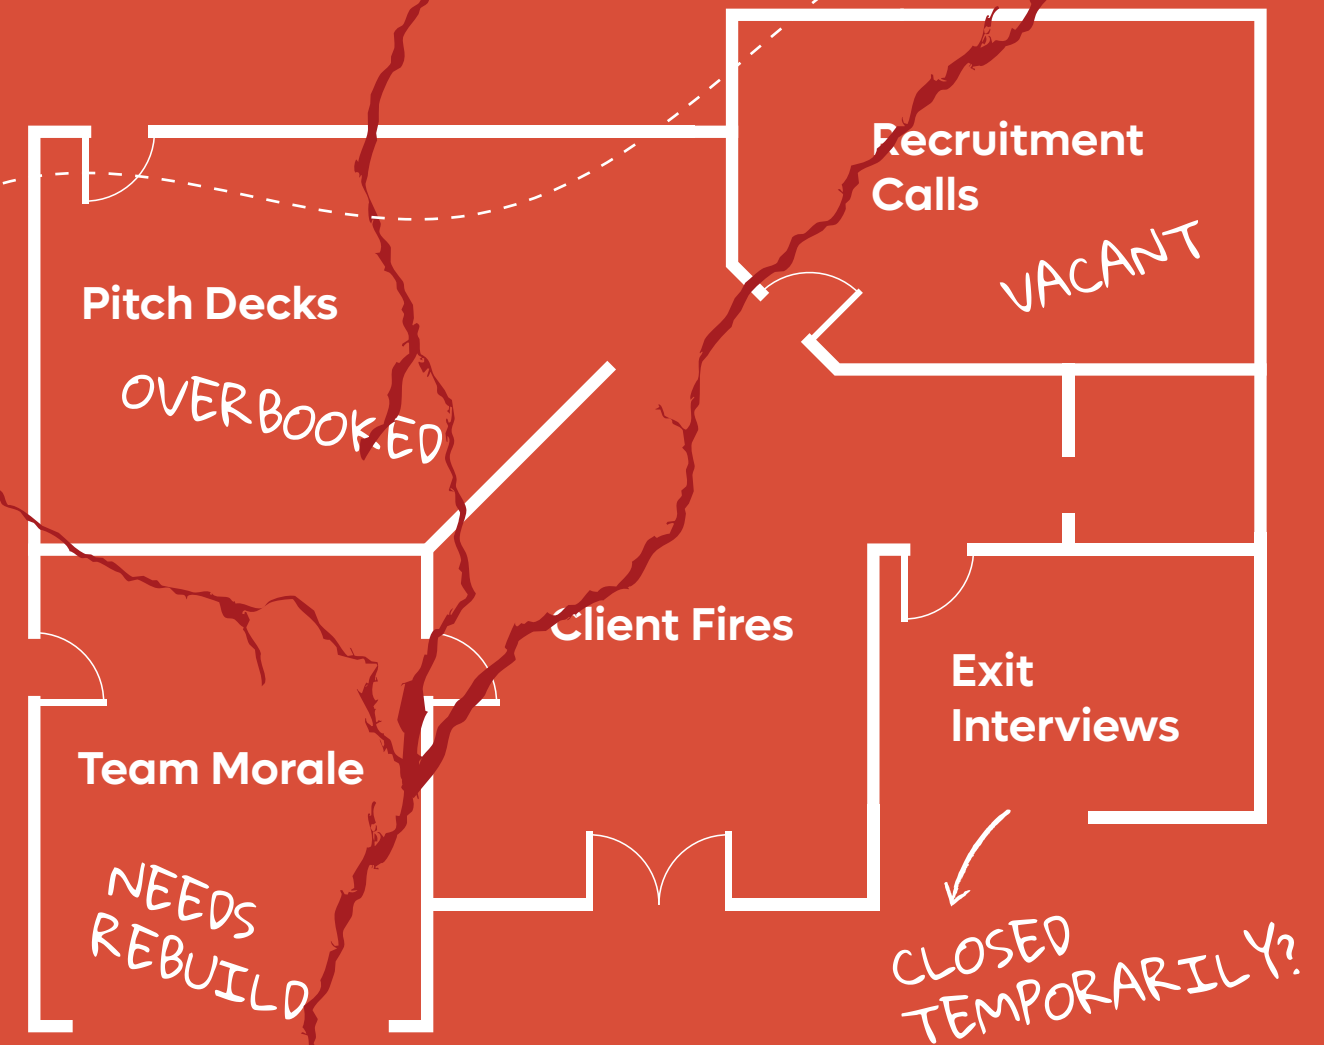 Recruitment
Calls
VACANT
Pitch Decks
OVERBOOKED
Client Fires
Exit
Interviews
Team Morale
NEEDS
REBUILD
CLOSED
TEMPORARILY?